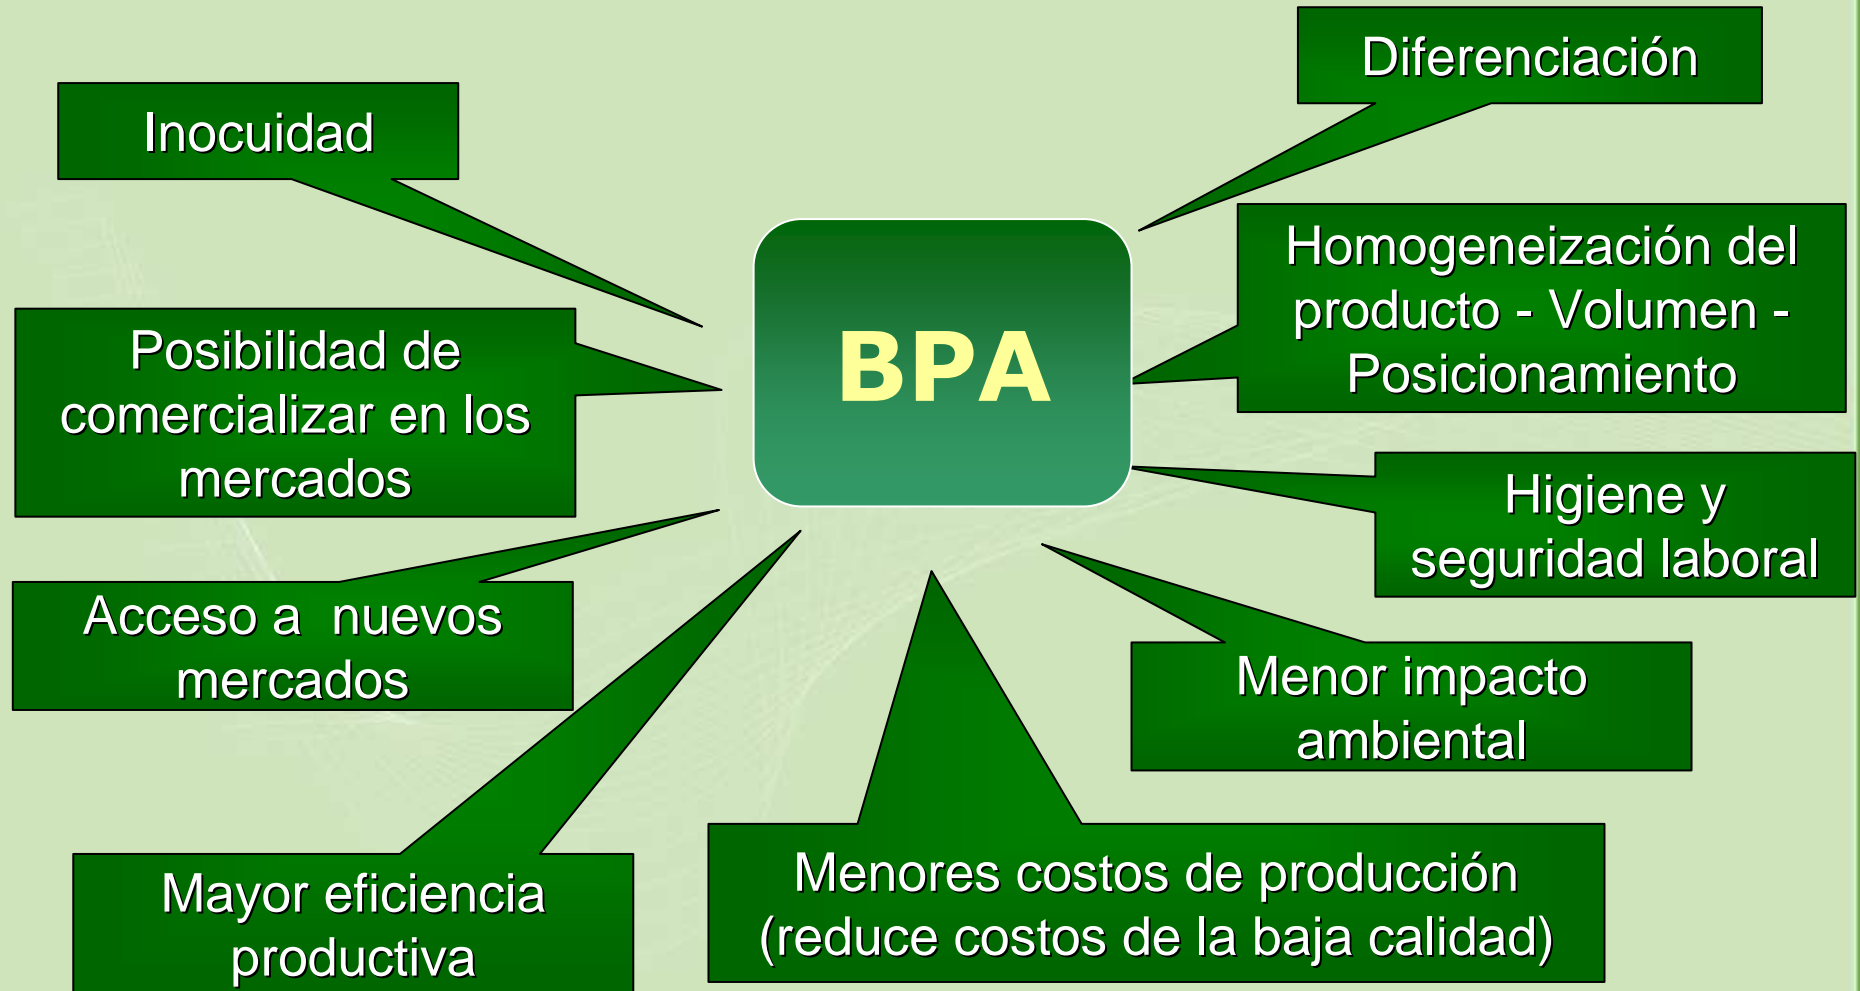 Diferenciación
Inocuidad
Homogeneización del
producto - Volumen -
Posicionamiento
BPA
Posibilidad de
comercializar en los
mercados
Higiene y
seguridad laboral
Acceso a  nuevos
mercados
Menor impacto
ambiental
Mayor eficiencia
productiva
Menores costos de producción
(reduce costos de la baja calidad)